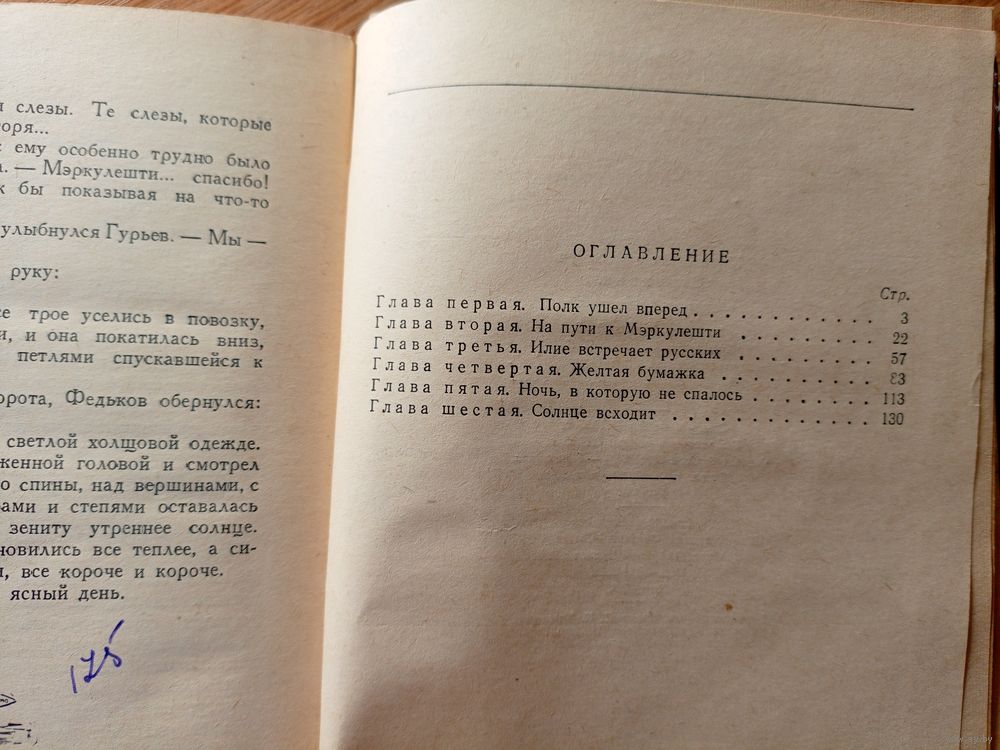 слезы. Те слезы, которые
оря...
ему особенно трудно было
— Мэркулешти... спасибо!
бы показывая на что-то
улыбнулся Гурьев. — Мы —
руку:
трое уселись в повозку,
и она покатилась вниз,
петлями спускавшейся к
орота, Федьков обернулся:
светлой холщовой одежде.
женной головой и смотрел
спины, над вершинами, с
ами и степями оставалась
зениту утреннее солнце.
новились все теплее, а си-
все короче и короче.
ясный день.
ОГЛАВЛЕНИЕ
Стр.
Глава первая. Полк ушел вперед . . . . . . . . . . . . 3
Глава вторая. На пути к Мэркулешти . . . . . . . . . 22
Глава третья. Илие встречает русских . . . . . . . . . 57
Глава четвертая. Желтая бумажка . . . . . . . . . . 83
Глава пятая. Ночь, в которую не спалось . . . . . . . . 113
Глава шестая. Солнце всходит . . . . . . . . . . . . . 130